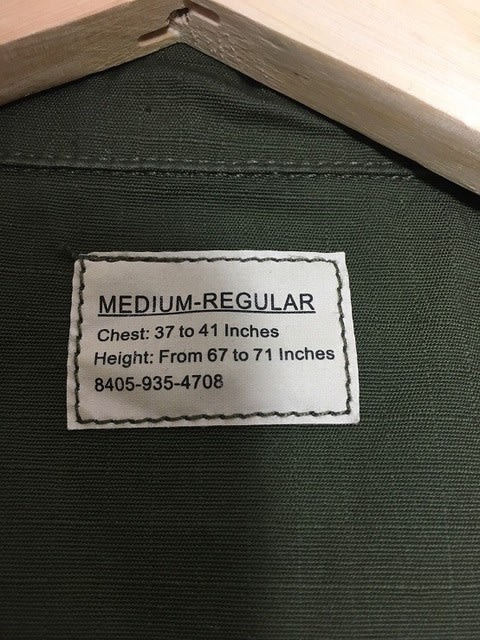 MEDIUM-REGULAR
Chest: 37 to 41 Inches
Height: From 67 to 71 Inches
8405-935-4708